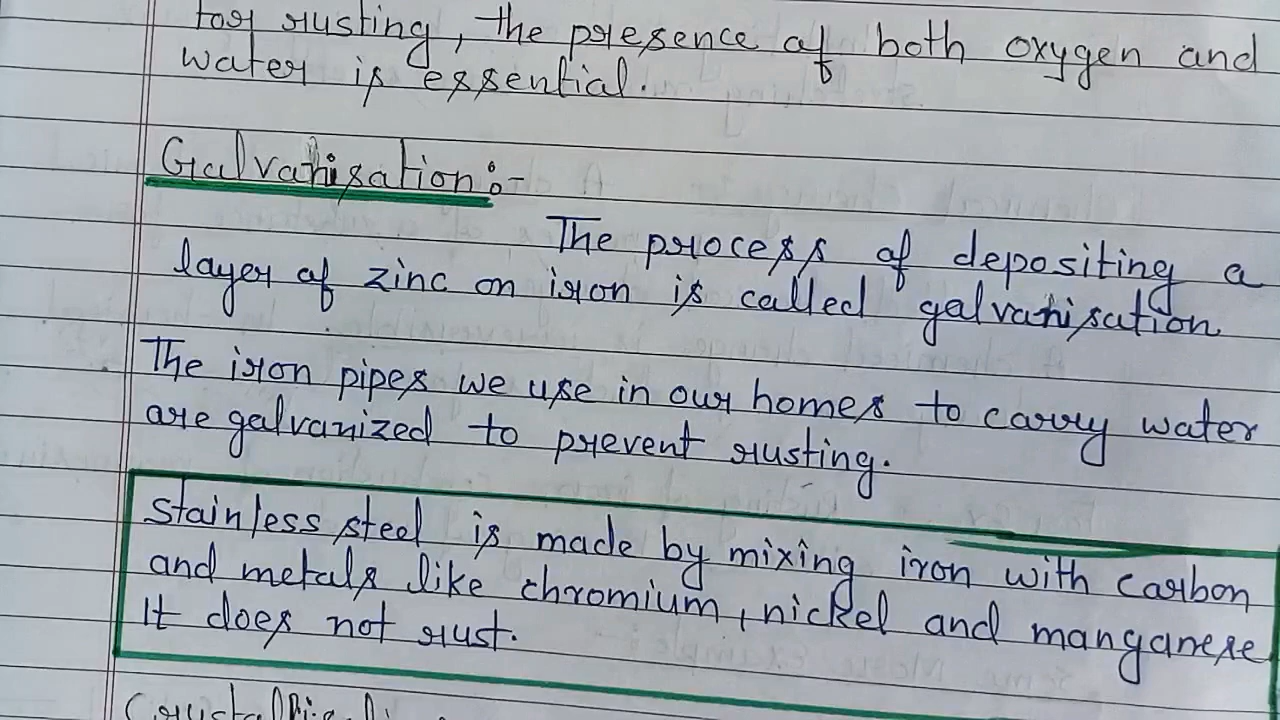 for rusting, the presence of both oxygen and
water is essential.
Galvanisation:-
The process of depositing a
layer of zinc on iron is called galvanisation
The iron pipes we use in our homes to carry water
are galvanized to prevent rusting.
Stainless steel is made by mixing iron with carbon
and metals like chromium, nickel and manganese
It does not rust.